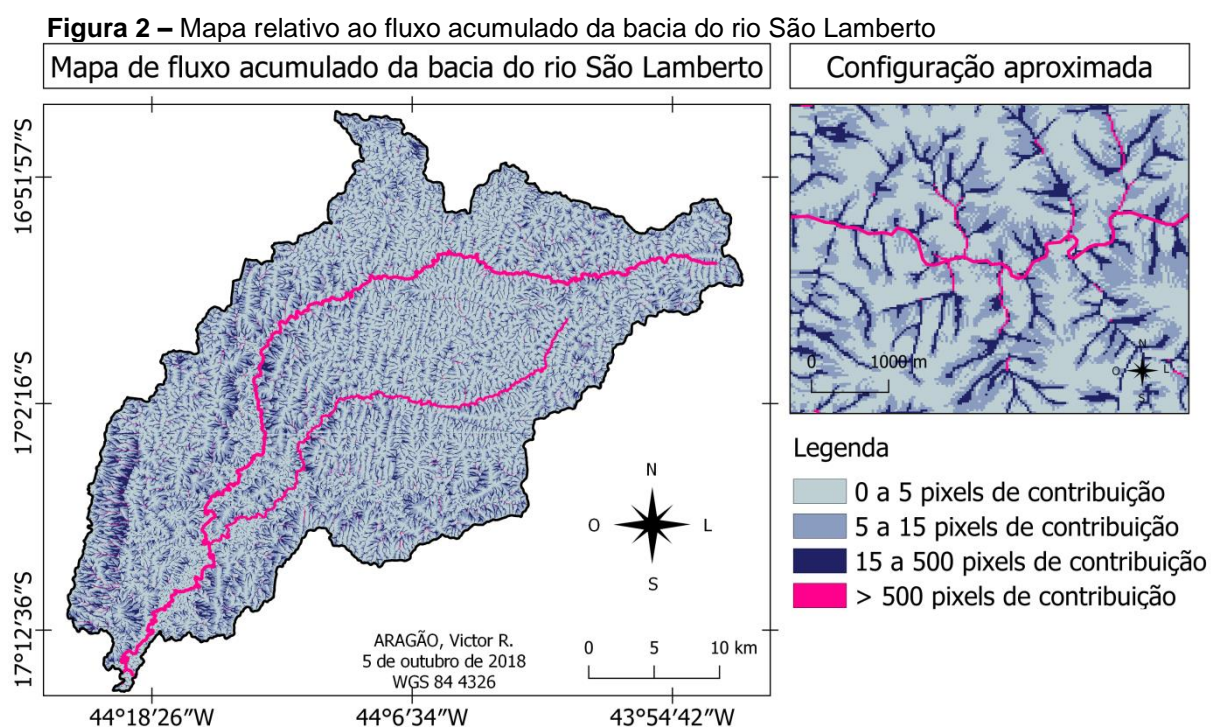 Figura 2 – Mapa relativo ao fluxo acumulado da bacia do rio São Lamberto
Mapa de fluxo acumulado da bacia do rio São Lamberto
16°51'57"S
17°2'16"S
17°12'36"S
44°18'26"W
44°6'34"W
43°54'42"W
N
O
L
S
ARAGÃO, Victor R.
5 de outubro de 2018
WGS 84 4326
0 5 10 km
Configuração aproximada
0 1000 m
N
O
L
S
Legenda
0 a 5 pixels de contribuição
5 a 15 pixels de contribuição
15 a 500 pixels de contribuição
> 500 pixels de contribuição